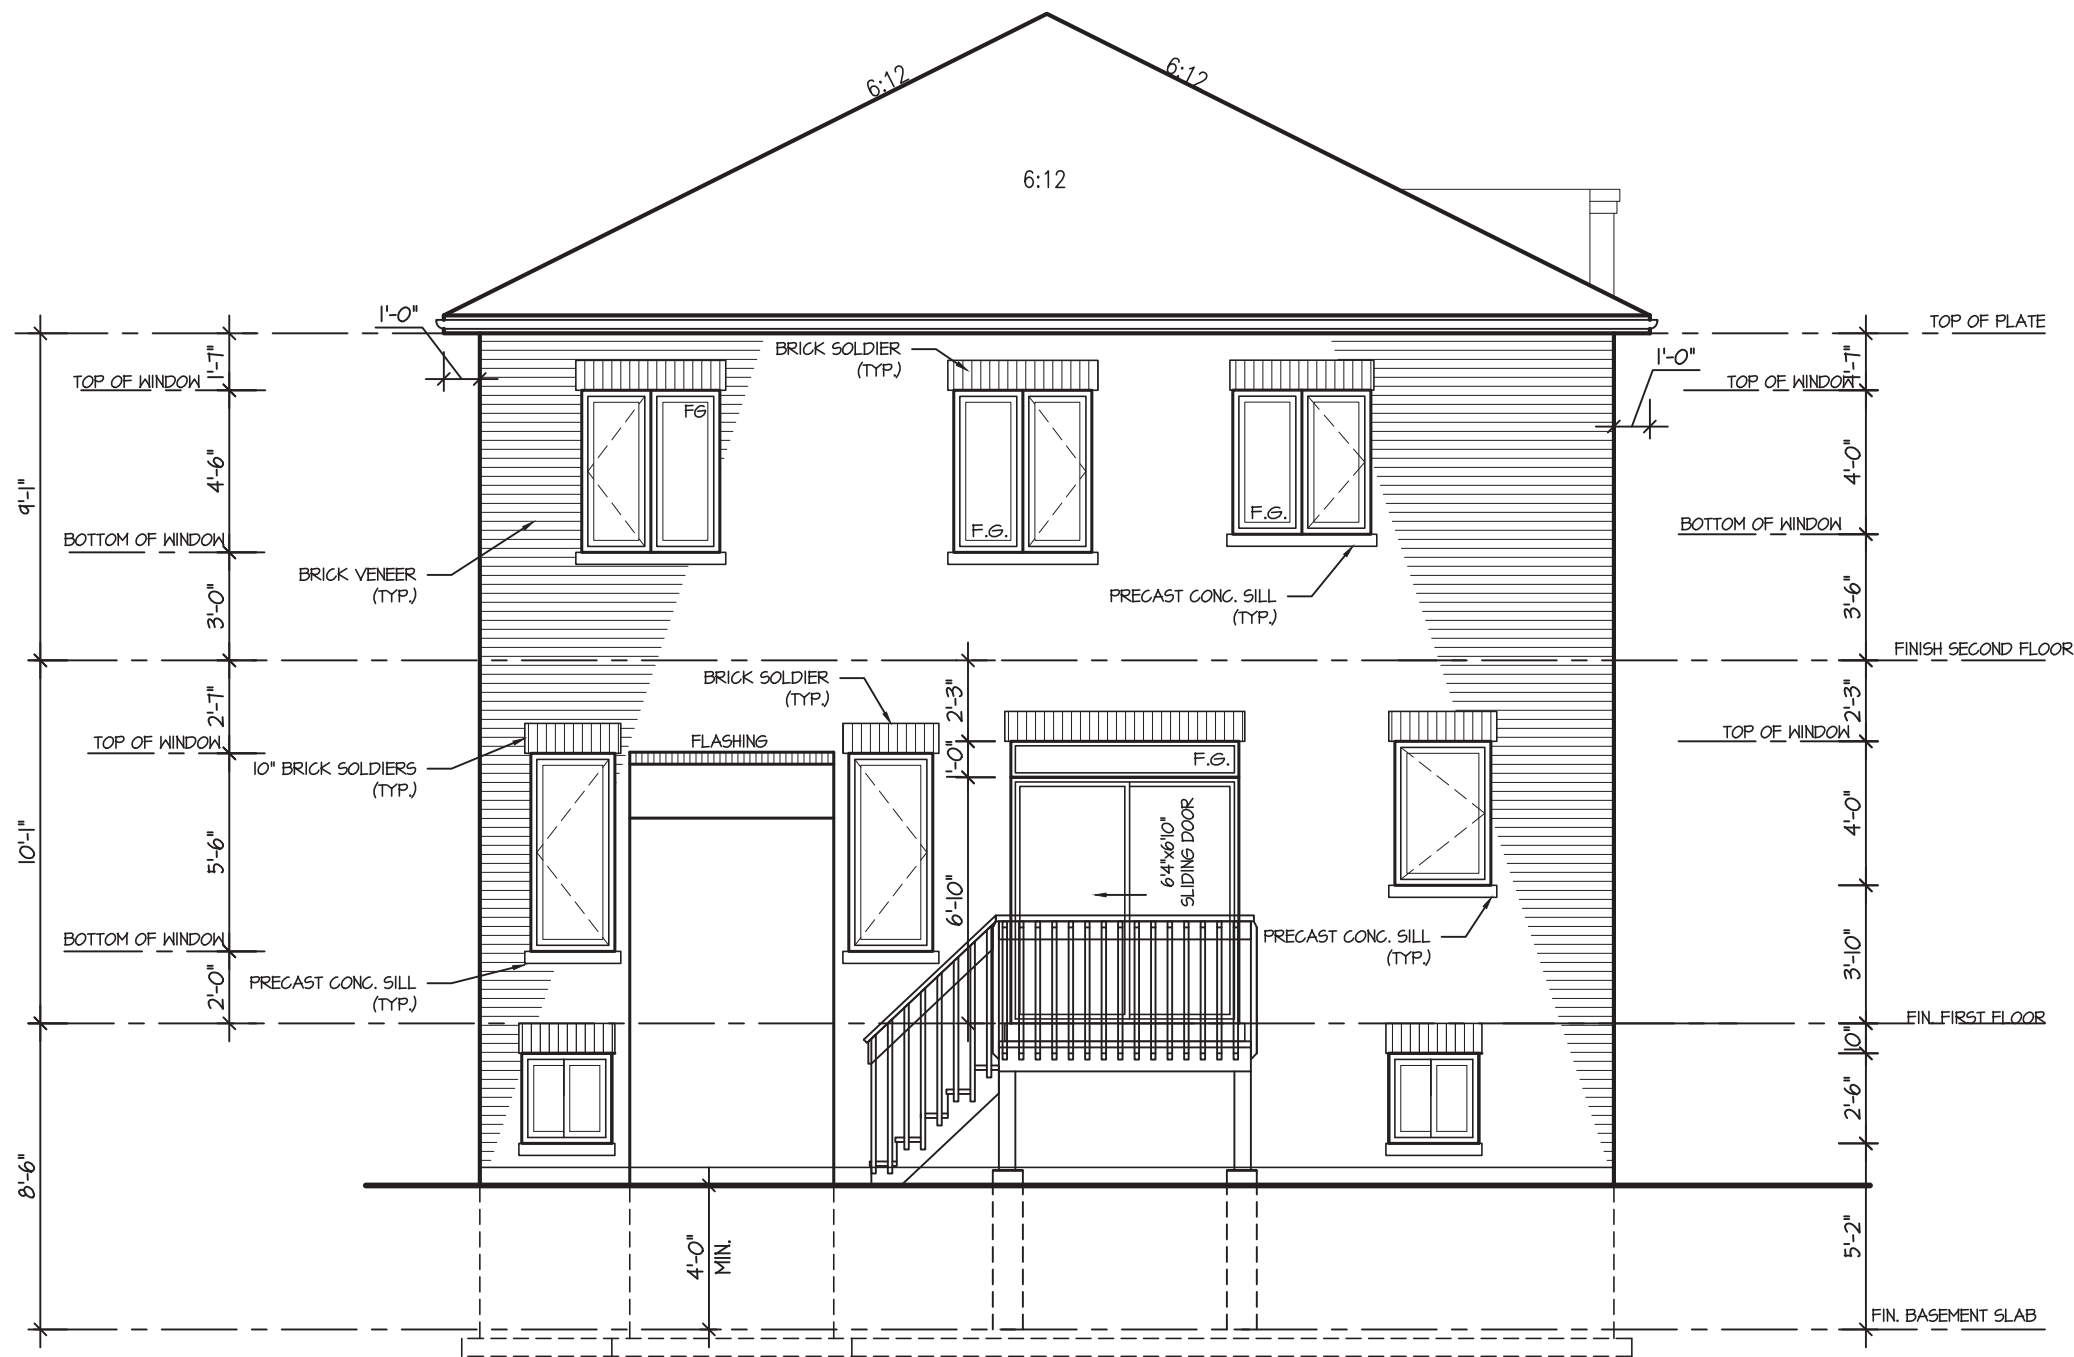 6:12
6:12
6:12
1'-0"
TOP OF PLATE
1'-7"
BRICK SOLDIER
(TYP.)
1'-7"
1'-0"
TOP OF WINDOW
TOP OF WINDOW
FG
4'-6"
4'-0"
9'-1"
F.G.
F.G.
BOTTOM OF WINDOW
BOTTOM OF WINDOW
BRICK VENEER
(TYP.)
PRECAST CONC. SILL
(TYP.)
3'-0"
3'-6"
FINISH SECOND FLOOR
BRICK SOLDIER
(TYP.)
2'-7"
2'-3"
2'-3"
TOP OF WINDOW
FLASHING
TOP OF WINDOW
1'-0"
F.G.
10" BRICK SOLDIERS
(TYP.)
10'-1"
5'-6"
6'-10"
6'4"x6'10"
SLIDING DOOR
4'-0"
BOTTOM OF WINDOW
PRECAST CONC. SILL
(TYP.)
3'-10"
PRECAST CONC. SILL
(TYP.)
2'-0"
FIN. FIRST FLOOR
10"
2'-6"
8'-6"
4'-0"
MIN.
5'-2"
FIN. BASEMENT SLAB